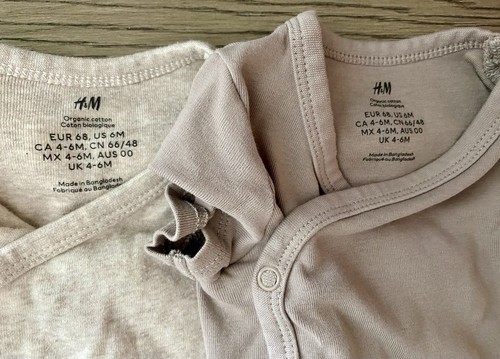 H&M
Organic cotton
Coton biologique
EUR 68, US 6M
CA 4-6M, CN 66/48
MX 4-6M, AUS 00
UK 4-6M
Made in Bangladesh
Fabriqué au Bangladesh
H&M
Organic cotton
Coton biologique
EUR 68, US 6M
CA 4-6M, CN 66/48
MX 4-6M, AUS 00
UK 4-6M
Made in Bangladesh
Fabriqué au Bangladesh